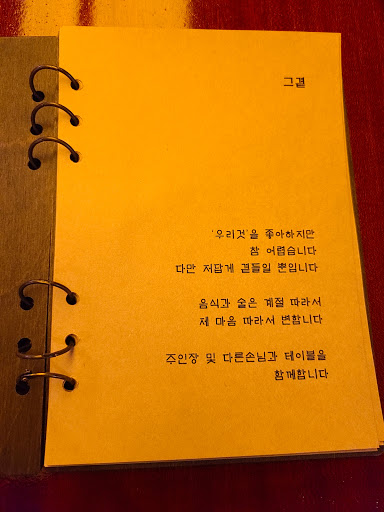 그곁
'우리것'을 좋아하지만
참 어렵습니다
다만 저답게 곁들일 뿐입니다
음식과 술은 계절 따라서
제 마음 따라서 변합니다
주인장 및 다른손님과 테이블을
함께합니다